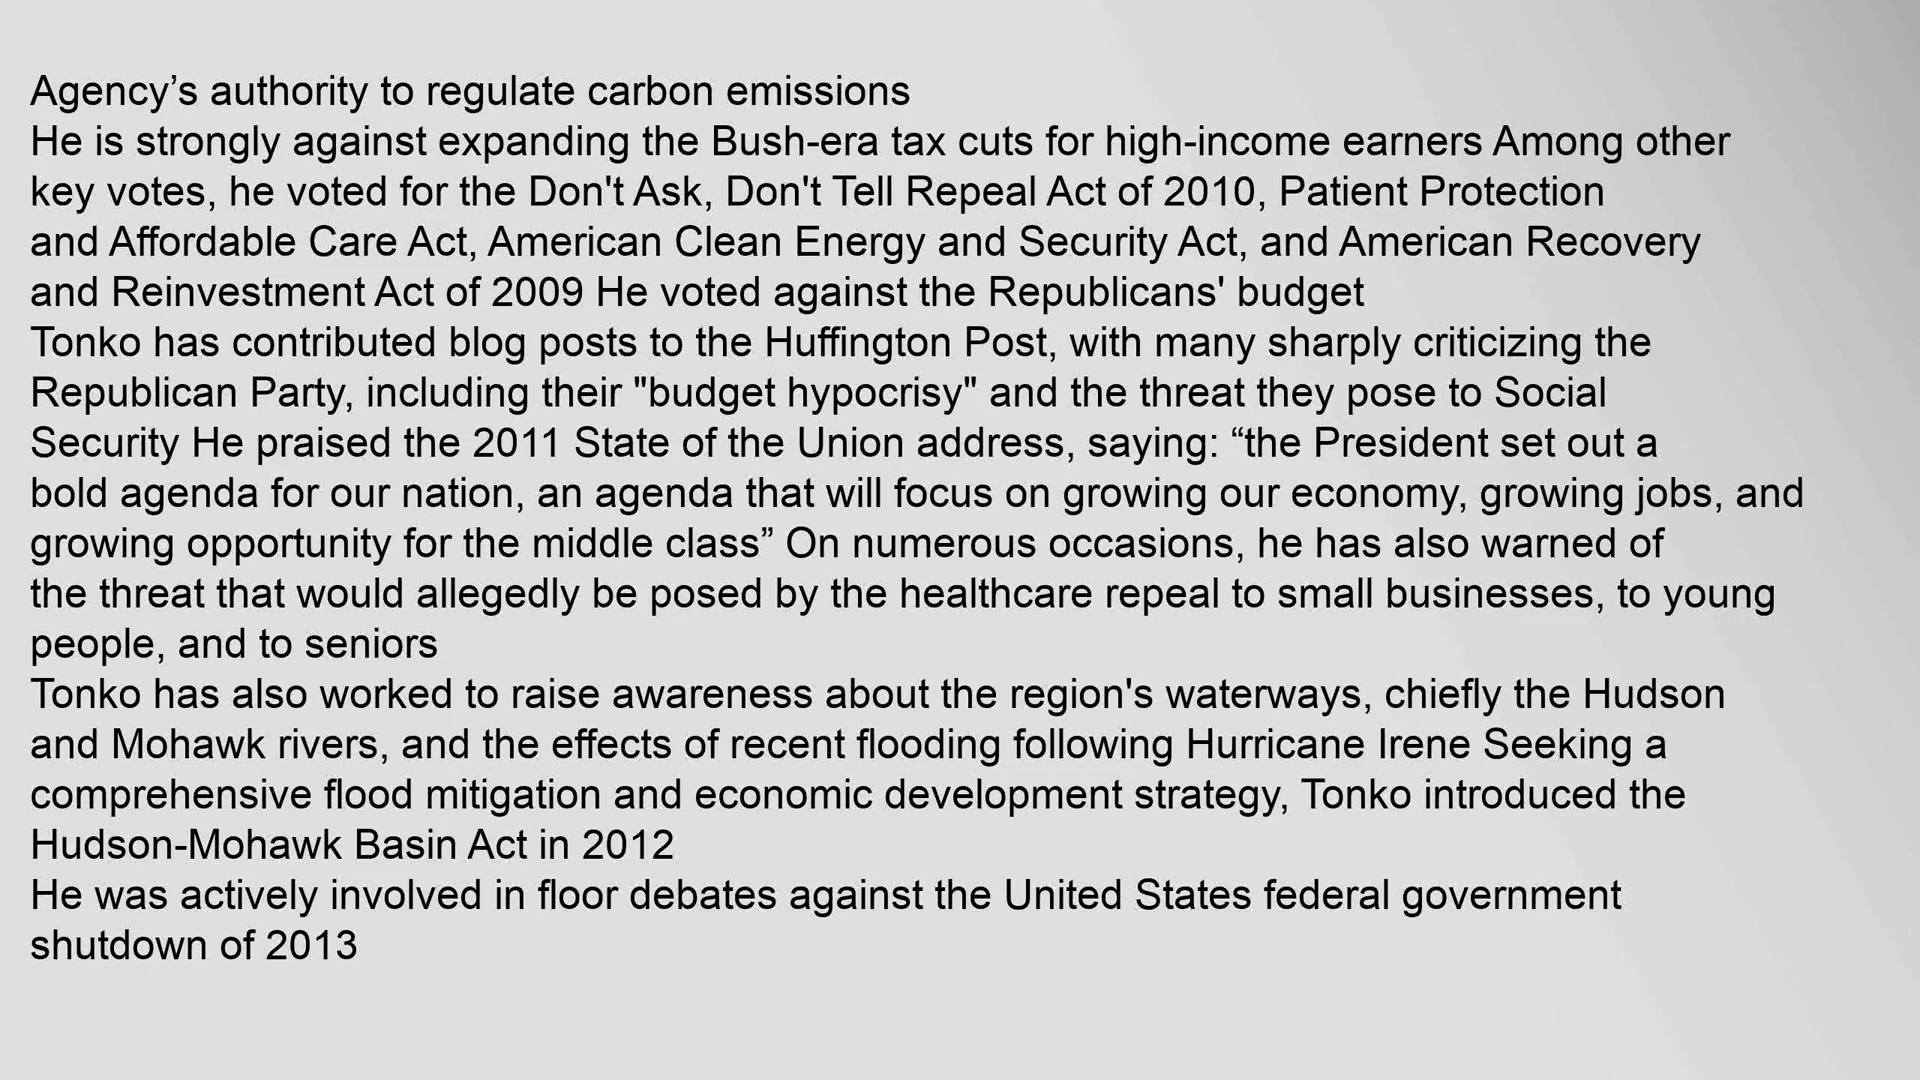 Agency’s authority to regulate carbon emissions
He is strongly against expanding the Bush-era tax cuts for high-income earners Among other
key votes, he voted for the Don't Ask, Don't Tell Repeal Act of 2010, Patient Protection
and Affordable Care Act, American Clean Energy and Security Act, and American Recovery
and Reinvestment Act of 2009 He voted against the Republicans' budget
Tonko has contributed blog posts to the Huffington Post, with many sharply criticizing the
Republican Party, including their "budget hypocrisy" and the threat they pose to Social
Security He praised the 2011 State of the Union address, saying: “the President set out a
bold agenda for our nation, an agenda that will focus on growing our economy, growing jobs, and
growing opportunity for the middle class” On numerous occasions, he has also warned of
the threat that would allegedly be posed by the healthcare repeal to small businesses, to young
people, and to seniors
Tonko has also worked to raise awareness about the region's waterways, chiefly the Hudson
and Mohawk rivers, and the effects of recent flooding following Hurricane Irene Seeking a
comprehensive flood mitigation and economic development strategy, Tonko introduced the
Hudson-Mohawk Basin Act in 2012
He was actively involved in floor debates against the United States federal government
shutdown of 2013